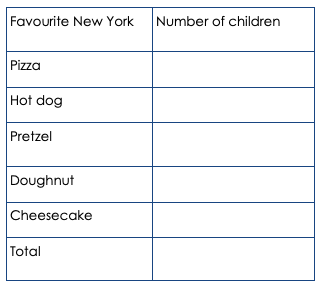 Favourite New York Number of children
Pizza
Hot dog
Pretzel
Doughnut
Cheesecake
Total